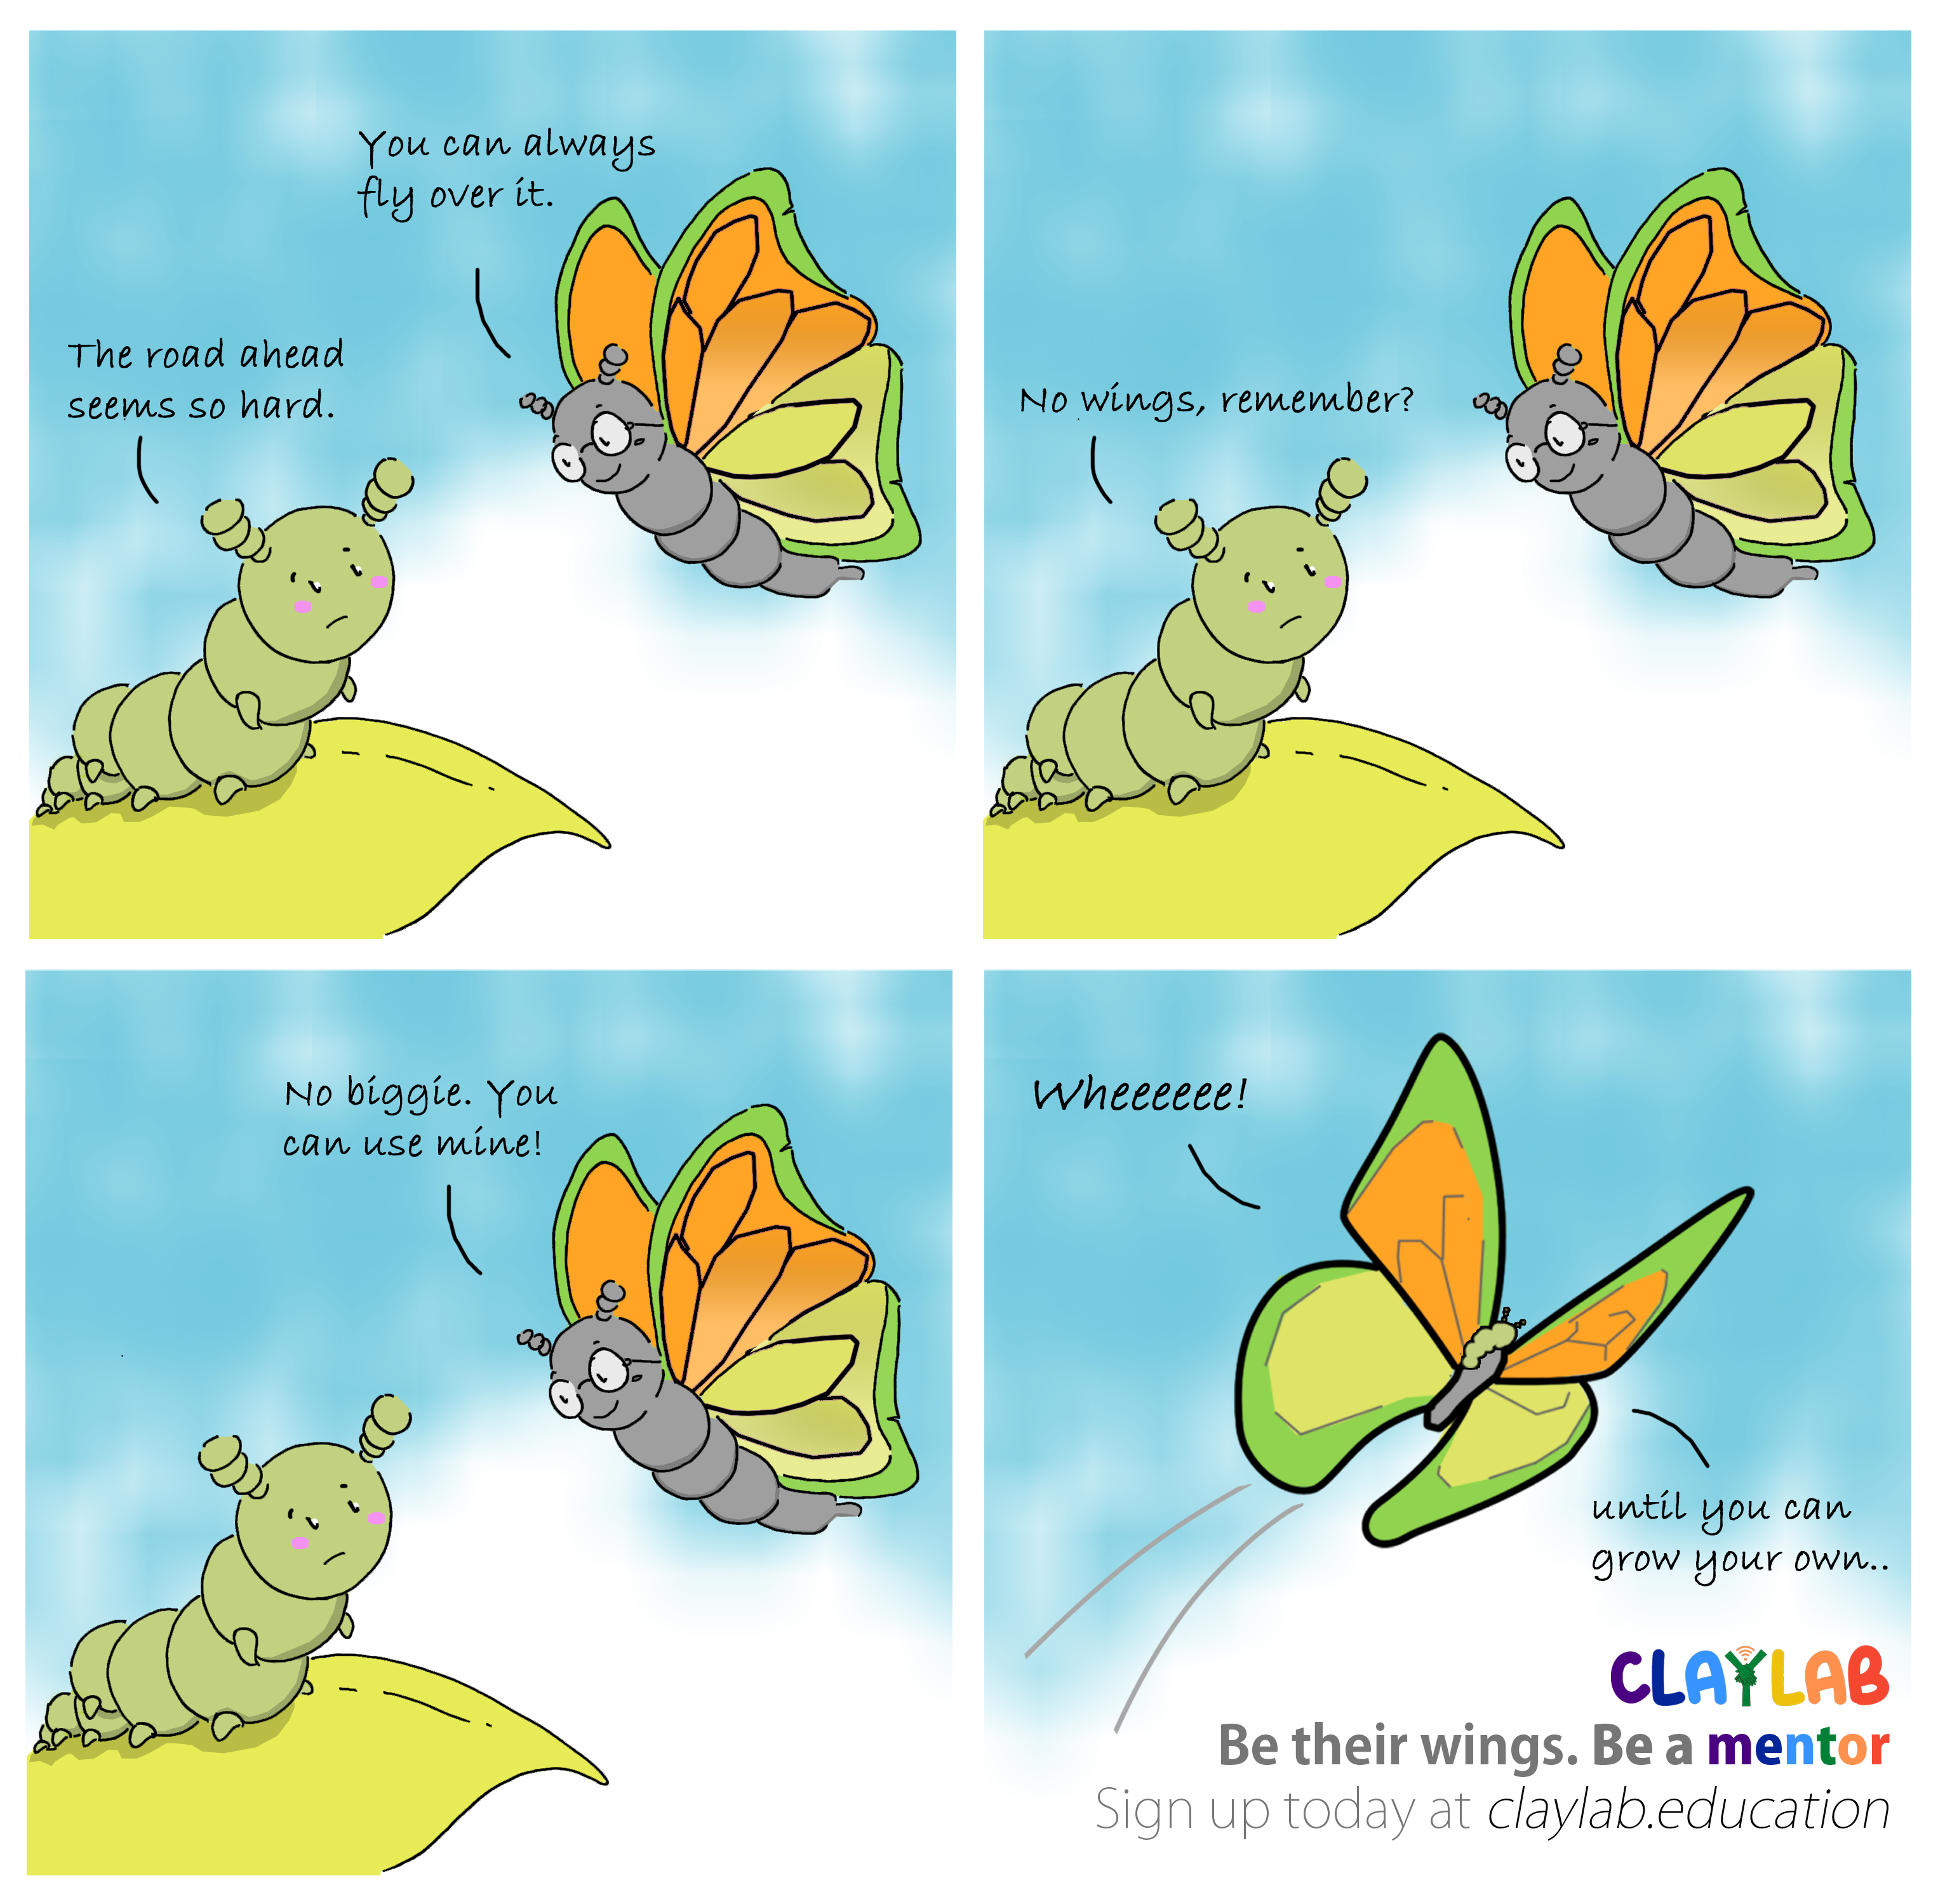 The road ahead
seems so hard.
You can always
fly over it.
No wings, remember?
No biggie. You
can use mine!
Wheeeeee!
until you can
grow your own..
CLAYLAB
Be their wings. Be a mentor
Sign up today at claylab.education